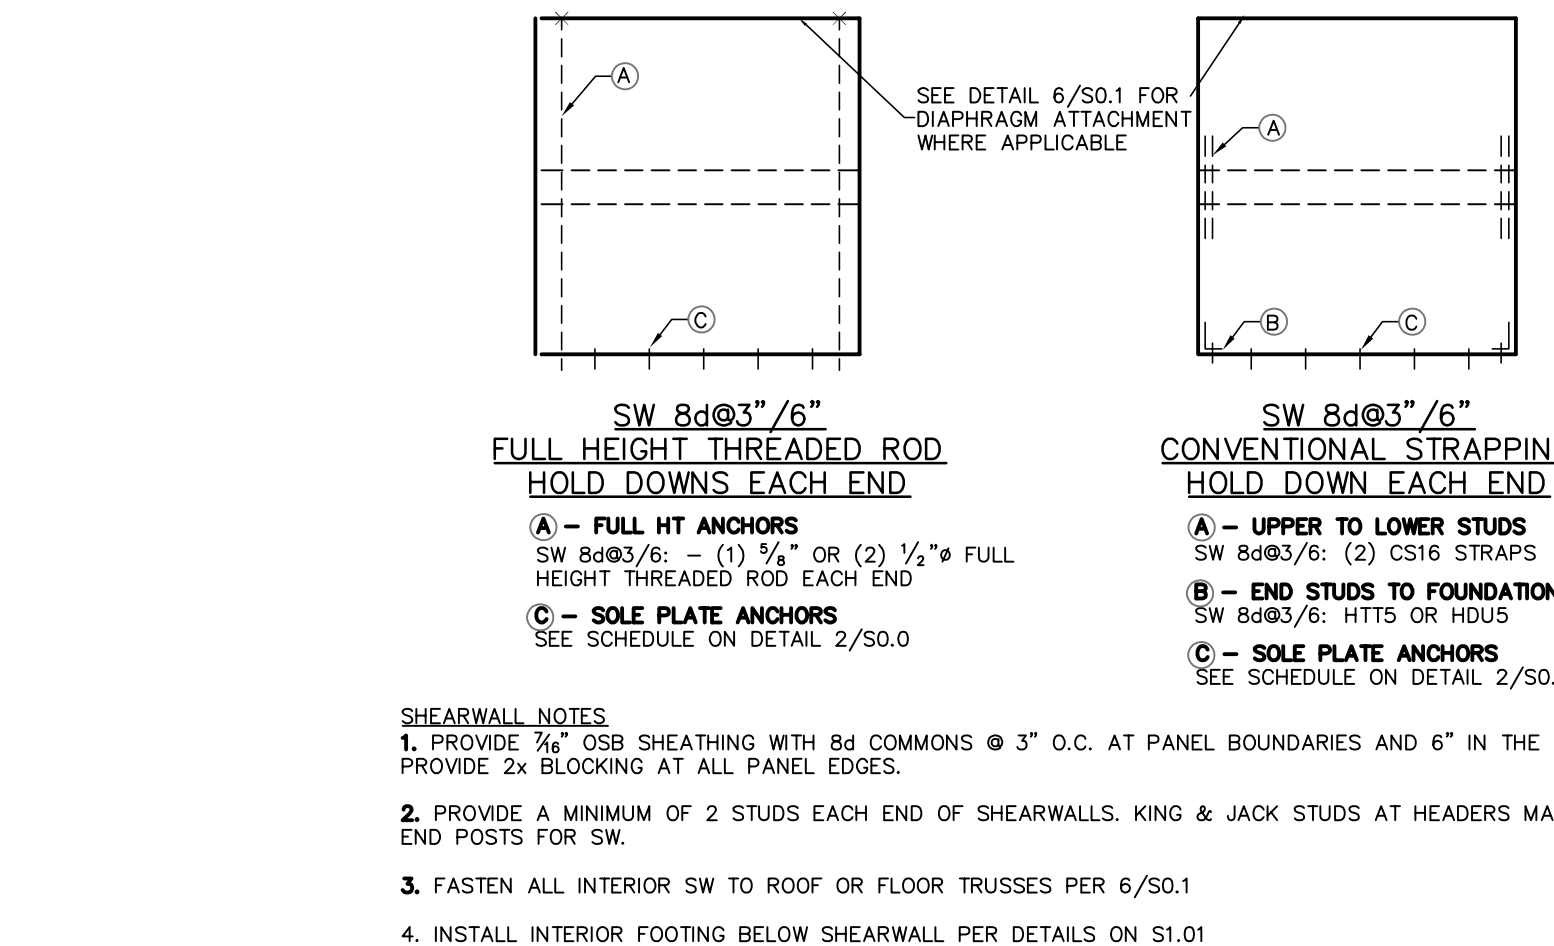 A
SEE DETAIL 6/S0.1 FOR
DIAPHRAGM ATTACHMENT
WHERE APPLICABLE
A
C
B
C
SW 8d@3"/6"
FULL HEIGHT THREADED ROD
HOLD DOWNS EACH END
A – FULL HT ANCHORS
SW 8d@3/6: – (1) 5/8" OR (2) 1/2"ø FULL
HEIGHT THREADED ROD EACH END
C – SOLE PLATE ANCHORS
SEE SCHEDULE ON DETAIL 2/S0.0
SW 8d@3"/6"
CONVENTIONAL STRAPPIN
HOLD DOWN EACH END
A – UPPER TO LOWER STUDS
SW 8d@3/6: (2) CS16 STRAPS
B – END STUDS TO FOUNDATION
SW 8d@3/6: HTT5 OR HDU5
C – SOLE PLATE ANCHORS
SEE SCHEDULE ON DETAIL 2/S0.
SHEARWALL NOTES
1. PROVIDE 7/16" OSB SHEATHING WITH 8d COMMONS @ 3" O.C. AT PANEL BOUNDARIES AND 6" IN THE
PROVIDE 2x BLOCKING AT ALL PANEL EDGES.
2. PROVIDE A MINIMUM OF 2 STUDS EACH END OF SHEARWALLS. KING & JACK STUDS AT HEADERS MA
END POSTS FOR SW.
3. FASTEN ALL INTERIOR SW TO ROOF OR FLOOR TRUSSES PER 6/S0.1
4. INSTALL INTERIOR FOOTING BELOW SHEARWALL PER DETAILS ON S1.01